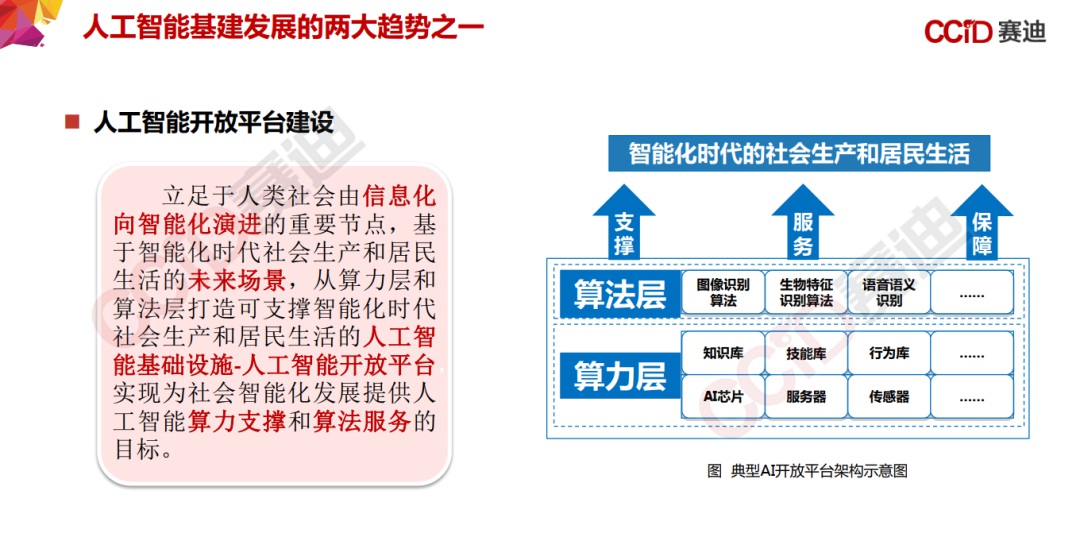 人工智能基建发展的两大趋势之一
CCID 赛迪
人工智能开放平台建设
立足于人类社会由信息化
向智能化演进的重要节点，基
于智能化时代社会生产和居民
生活的未来场景，从算力层和
算法层打造可支撑智能化时代
社会生产和居民生活的人工智
能基础设施-人工智能开放平台，
实现为社会智能化发展提供人
工智能算力支撑和算法服务的
目标。
智能化时代的社会生产和居民生活
支撑
服务
保障
算法层
图像识别
算法
生物特征
识别算法
语音语义
识别
......
算力层
知识库
技能库
行为库
......
AI芯片
服务器
传感器
......
图 典型AI开放平台架构示意图
CCID 赛迪
CCID 赛迪